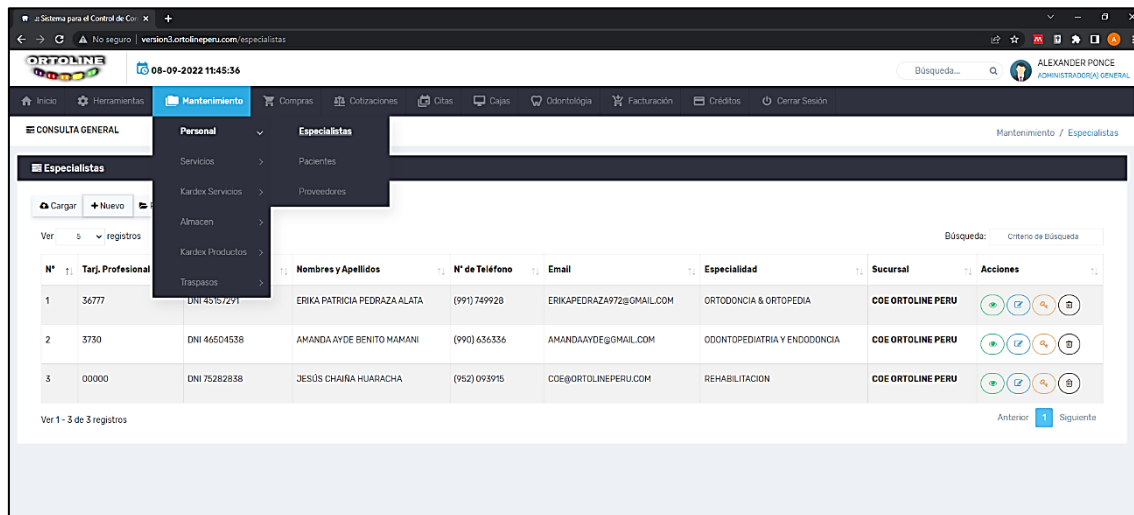 .:: Sistema para el Control de Con
No seguro version3.ortolineperu.com/especialistas
ORTOLINE
08-09-2022 11:45:36
Búsqueda...
ALEXANDER PONCE
ADMINISTRADOR(A) GENERAL
Inicio Herramientas Mantenimiento Compras Cotizaciones Citas Cajas Odontológia Facturación Créditos Cerrar Sesión
CONSULTA GENERAL
Mantenimiento / Especialistas
Personal
Servicios
Kardex Servicios
Almacen
Kardex Productos
Traspasos
Especialistas
Pacientes
Proveedores
Especialistas
Cargar +Nuevo
Ver 5 registros
Búsqueda: Criterio de Búsqueda
N° Tarj. Profesional Nombres y Apellidos N° de Teléfono Email Especialidad Sucursal Acciones
1 36777 DNI 45157291 ERIKA PATRICIA PEDRAZA ALATA (991) 749928 ERIKAPEDRAZA972@GMAIL.COM ORTODONCIA & ORTOPEDIA COE ORTOLINE PERU
2 3730 DNI 46504538 AMANDA AYDE BENITO MAMANI (990) 636336 AMANDAAYDE@GMAIL.COM ODONTOPEDIATRIA Y ENDODONCIA COE ORTOLINE PERU
3 00000 DNI 75282838 JESÚS CHAIÑA HUARACHA (952) 093915 COE@ORTOLINEPERU.COM REHABILITACION COE ORTOLINE PERU
Ver 1 - 3 de 3 registros
Anterior 1 Siguiente